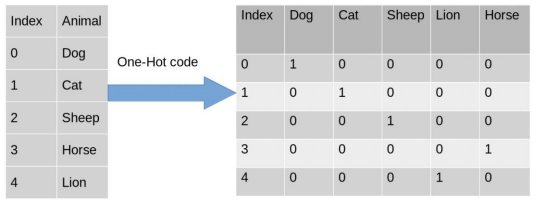 Index Animal
0 Dog
1 Cat
2 Sheep
3 Horse
4 Lion
One-Hot code
Index Dog Cat Sheep Lion Horse
0 1 0 0 0 0
1 0 1 0 0 0
2 0 0 1 0 0
3 0 0 0 0 1
4 0 0 0 1 0